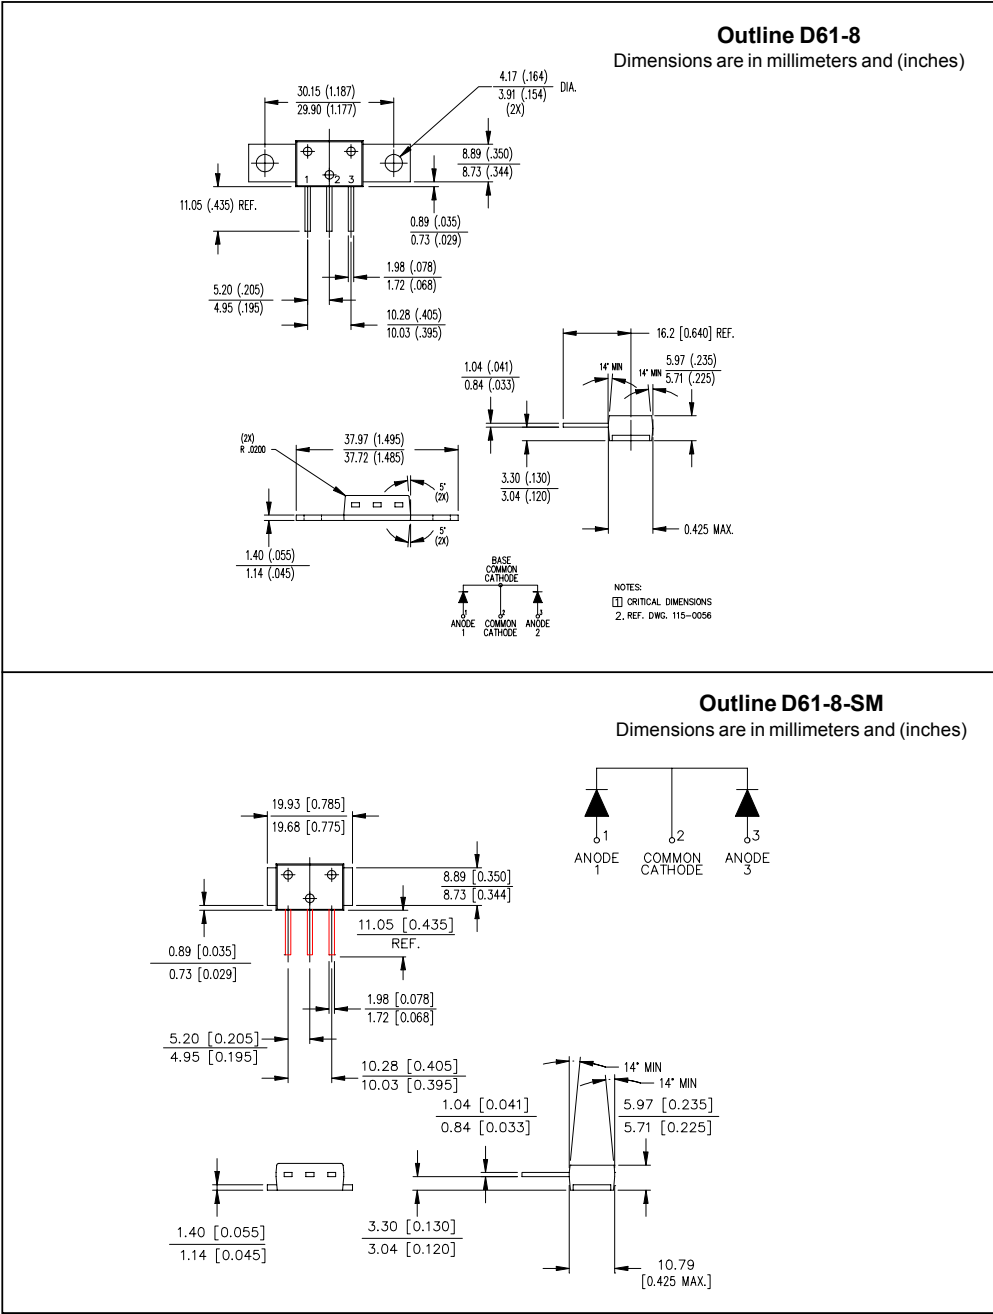 Outline D61-8
Dimensions are in millimeters and (inches)
30.15 (1.187)
29.90 (1.177)
4.17 (.164)
3.91 (.154)
DIA.
(2X)
8.89 (.350)
8.73 (.344)
1 2 3
11.05 (.435) REF.
0.89 (.035)
0.73 (.029)
1.98 (.078)
1.72 (.068)
5.20 (.205)
4.95 (.195)
10.28 (.405)
10.03 (.395)
16.2 [0.640] REF.
1.04 (.041)
0.84 (.033)
14° MIN
14° MIN
5.97 (.235)
5.71 (.225)
(2X)
R .0200
37.97 (1.495)
37.72 (1.485)
5°
(2X)
3.30 (.130)
3.04 (.120)
0.425 MAX.
5°
(2X)
1.40 (.055)
1.14 (.045)
BASE
COMMON
CATHODE
1 2 3
ANODE
1
COMMON
CATHODE
ANODE
2
NOTES:
1 CRITICAL DIMENSIONS
2. REF. DWG. 115-0056
Outline D61-8-SM
Dimensions are in millimeters and (inches)
1 2 3
ANODE
1
COMMON
CATHODE
ANODE
3
19.93 [0.785]
19.68 [0.775]
8.89 [0.350]
8.73 [0.344]
11.05 [0.435]
REF.
0.89 [0.035]
0.73 [0.029]
1.98 [0.078]
1.72 [0.068]
5.20 [0.205]
4.95 [0.195]
10.28 [0.405]
10.03 [0.395]
14° MIN
14° MIN
1.04 [0.041]
0.84 [0.033]
5.97 [0.235]
5.71 [0.225]
1.40 [0.055]
1.14 [0.045]
3.30 [0.130]
3.04 [0.120]
10.79
[0.425 MAX.]